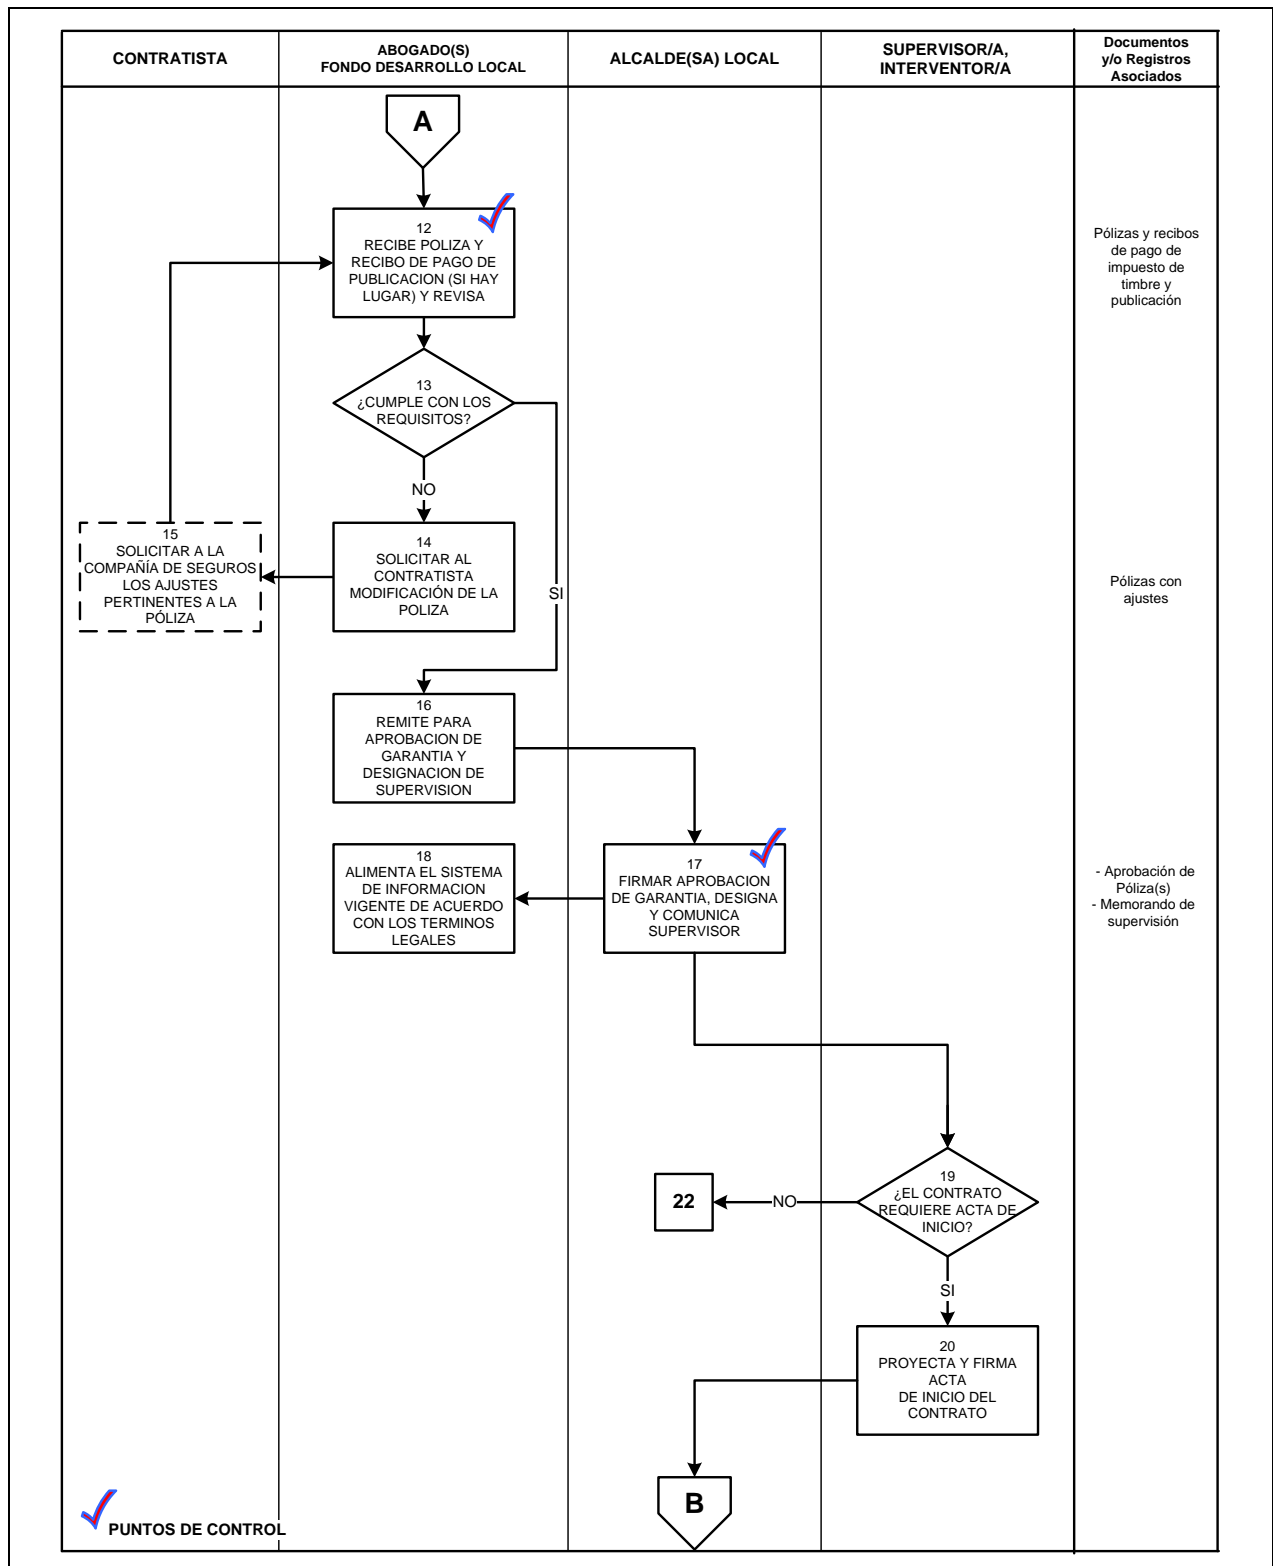 CONTRATISTA
ABOGADO(S)
FONDO DESARROLLO LOCAL
ALCALDE(SA) LOCAL
SUPERVISOR/A,
INTERVENTOR/A
Documentos
y/o Registros
Asociados
A
12
RECIBE POLIZA Y
RECIBO DE PAGO DE
PUBLICACION (SI HAY
LUGAR) Y REVISA
Pólizas y recibos
de pago de
impuesto de
timbre y
publicación
13
¿CUMPLE CON LOS
REQUISITOS?
NO
SI
15
SOLICITAR A LA
COMPAÑÍA DE SEGUROS
LOS AJUSTES
PERTINENTES A LA
PÓLIZA
14
SOLICITAR AL
CONTRATISTA
MODIFICACIÓN DE LA
POLIZA
Pólizas con
ajustes
16
REMITE PARA
APROBACION DE
GARANTIA Y
DESIGNACION DE
SUPERVISION
18
ALIMENTA EL SISTEMA
DE INFORMACION
VIGENTE DE ACUERDO
CON LOS TERMINOS
LEGALES
17
FIRMAR APROBACION
DE GARANTIA, DESIGNA
Y COMUNICA
SUPERVISOR
- Aprobación de
Póliza(s)
- Memorando de
supervisión
19
¿EL CONTRATO
REQUIERE ACTA DE
INICIO?
NO
22
SI
20
PROYECTA Y FIRMA
ACTA
DE INICIO DEL
CONTRATO
B
PUNTOS DE CONTROL